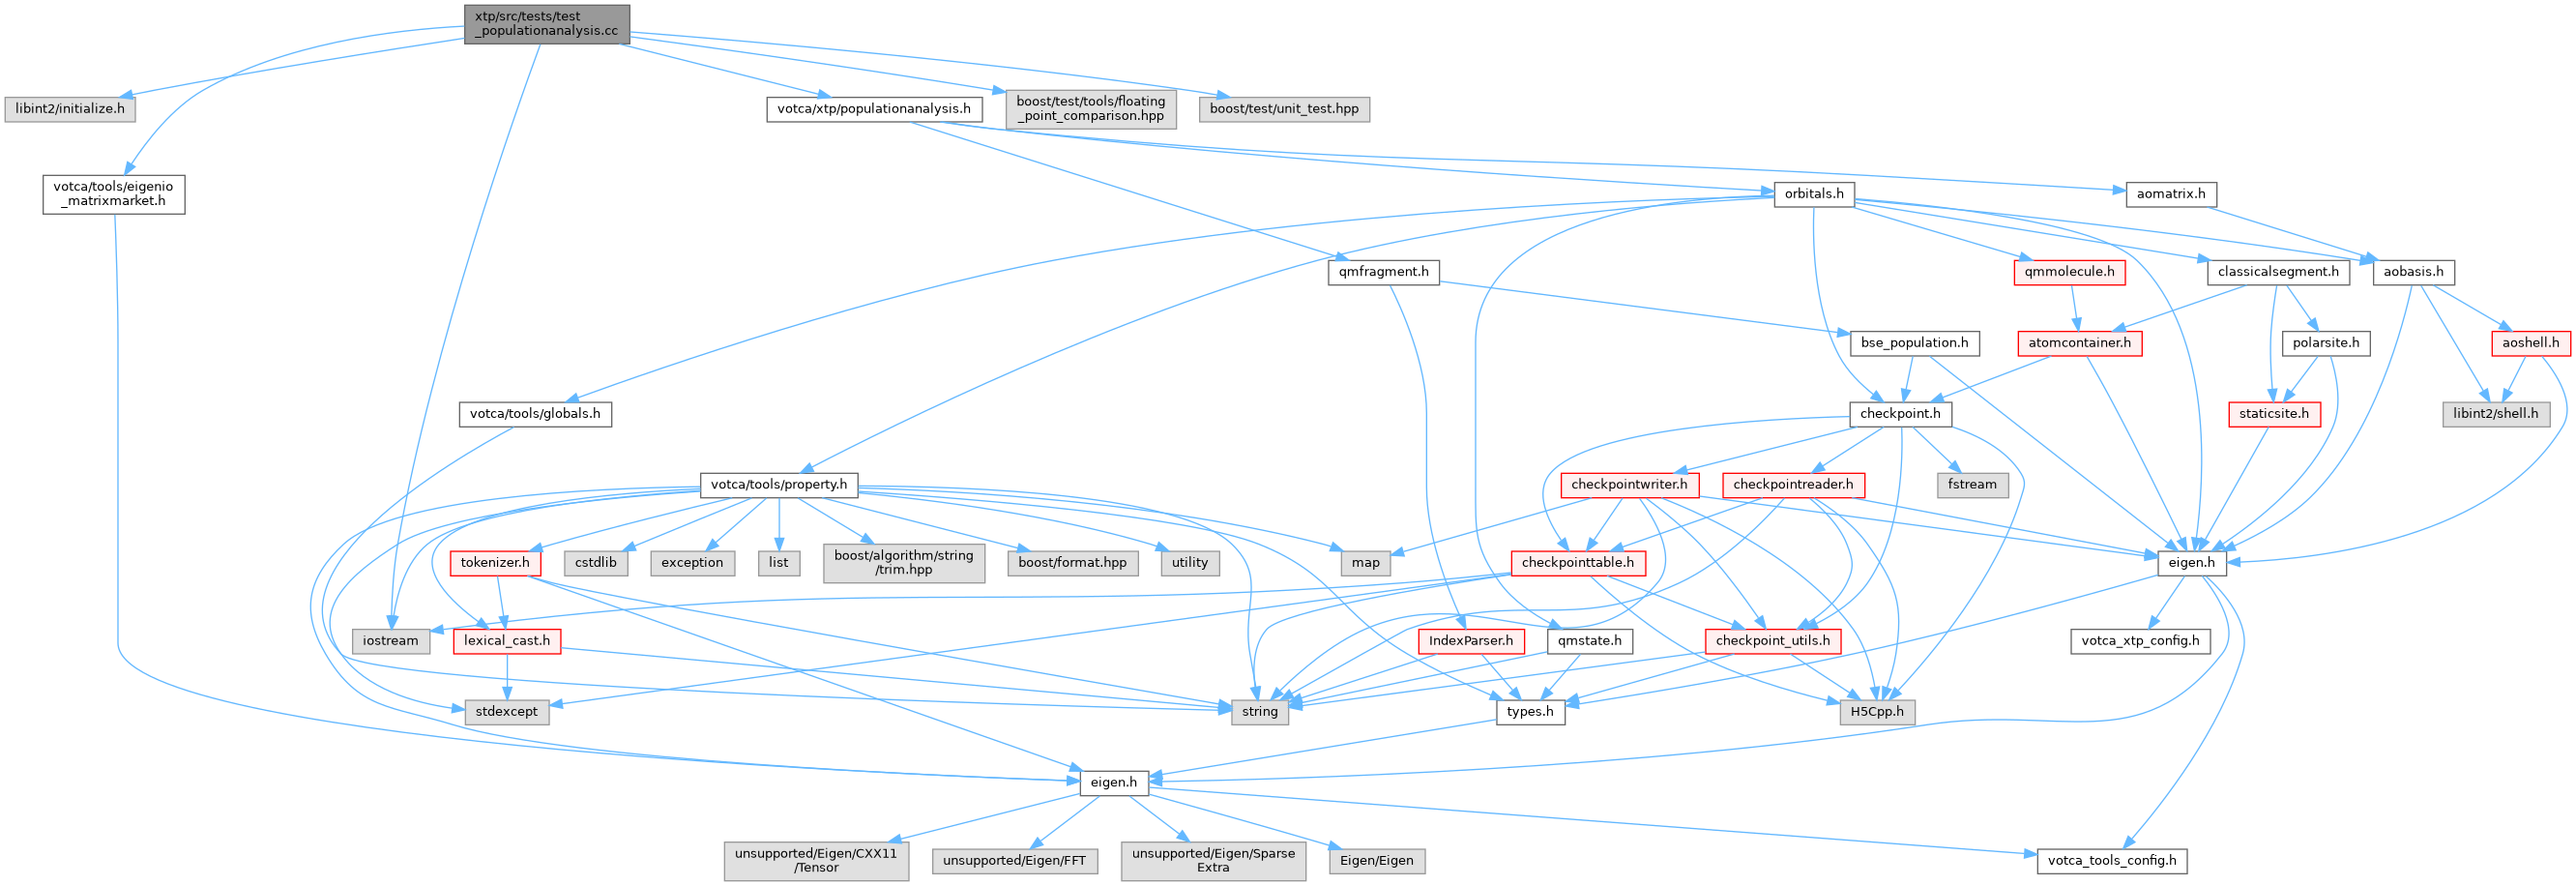 xtp/src/tests/test
_populationanalysis.cc
libint2/initialize.h
votca/xtp/populationanalysis.h
boost/test/tools/floating
_point_comparison.hpp
boost/test/unit_test.hpp
votca/tools/eigenio
_matrixmarket.h
orbitals.h
aomatrix.h
qmfragment.h
qmmolecule.h
classicalsegment.h
aobasis.h
bse_population.h
atomcontainer.h
polarsite.h
aoshell.h
votca/tools/globals.h
checkpoint.h
staticsite.h
libint2/shell.h
votca/tools/property.h
checkpointwriter.h
checkpointreader.h
fstream
tokenizer.h
cstdlib
exception
list
boost/algorithm/string
/trim.hpp
boost/format.hpp
utility
map
checkpointtable.h
eigen.h
iostream
lexical_cast.h
IndexParser.h
qmstate.h
checkpoint_utils.h
votca_xtp_config.h
stdexcept
string
types.h
H5Cpp.h
eigen.h
unsupported/Eigen/CXX11
/Tensor
unsupported/Eigen/FFT
unsupported/Eigen/Sparse
Extra
Eigen/Eigen
votca_tools_config.h